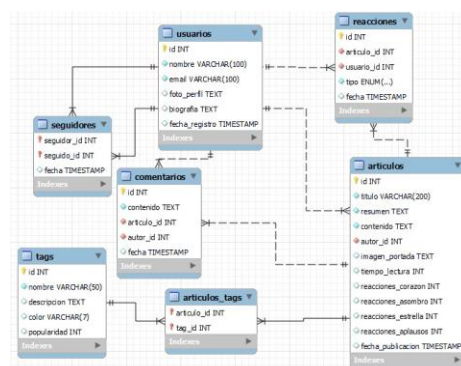 usuarios
id INT
nombre VARCHAR(100)
email VARCHAR(100)
foto_perfil TEXT
biografia TEXT
fecha_registro TIMESTAMP
Indexes
reacciones
id INT
articulo_id INT
usuario_id INT
tipo ENUM(...)
fecha TIMESTAMP
Indexes
seguidores
seguidor_id INT
seguido_id INT
fecha TIMESTAMP
Indexes
comentarios
id INT
contenido TEXT
articulo_id INT
autor_id INT
fecha TIMESTAMP
Indexes
articulos
id INT
titulo VARCHAR(200)
resumen TEXT
contenido TEXT
autor_id INT
imagen_portada TEXT
tiempo_lectura INT
reacciones_corazon INT
reacciones_asombro INT
reacciones_estrella INT
reacciones_aplausos INT
fecha_publicacion TIMESTAMP
Indexes
tags
id INT
nombre VARCHAR(50)
descripcion TEXT
color VARCHAR(7)
popularidad INT
Indexes
articulos_tags
articulo_id INT
tag_id INT
Indexes